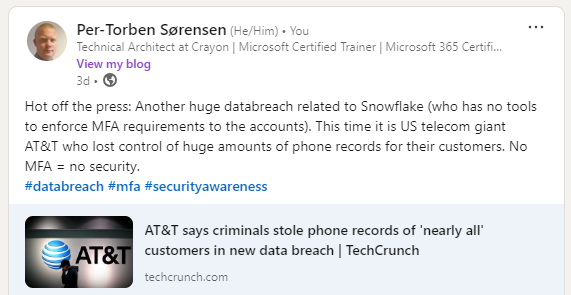 Per-Torben Sørensen (He/Him) • You
Technical Architect at Crayon | Microsoft Certified Trainer | Microsoft 365 Certifi...
View my blog
3d •
Hot off the press: Another huge databreach related to Snowflake (who has no tools
to enforce MFA requirements to the accounts). This time it is US telecom giant
AT&T who lost control of huge amounts of phone records for their customers. No
MFA = no security.
#databreach #mfa #securityawareness
AT&T
AT&T says criminals stole phone records of 'nearly all'
customers in new data breach | TechCrunch
techcrunch.com